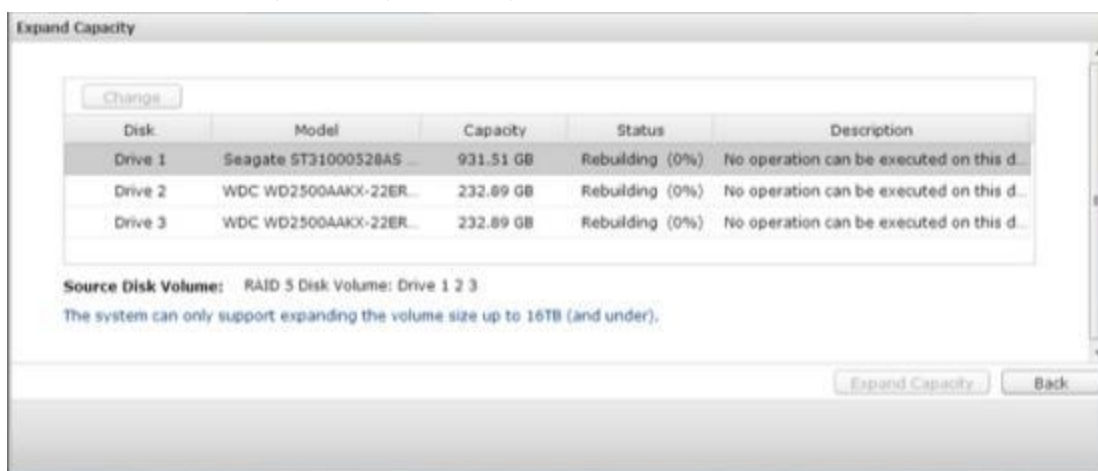 Expand Capacity
Change
Disk Model Capacity Status Description
Drive 1 Seagate ST31000528AS ... 931.51 GB Rebuilding (0%) No operation can be executed on this d...
Drive 2 WDC WD2500AAKX-22ER... 232.89 GB Rebuilding (0%) No operation can be executed on this d...
Drive 3 WDC WD2500AAKX-22ER... 232.89 GB Rebuilding (0%) No operation can be executed on this d...
Source Disk Volume: RAID 5 Disk Volume: Drive 1 2 3
The system can only support expanding the volume size up to 16TB (and under).
Expand Capacity Back